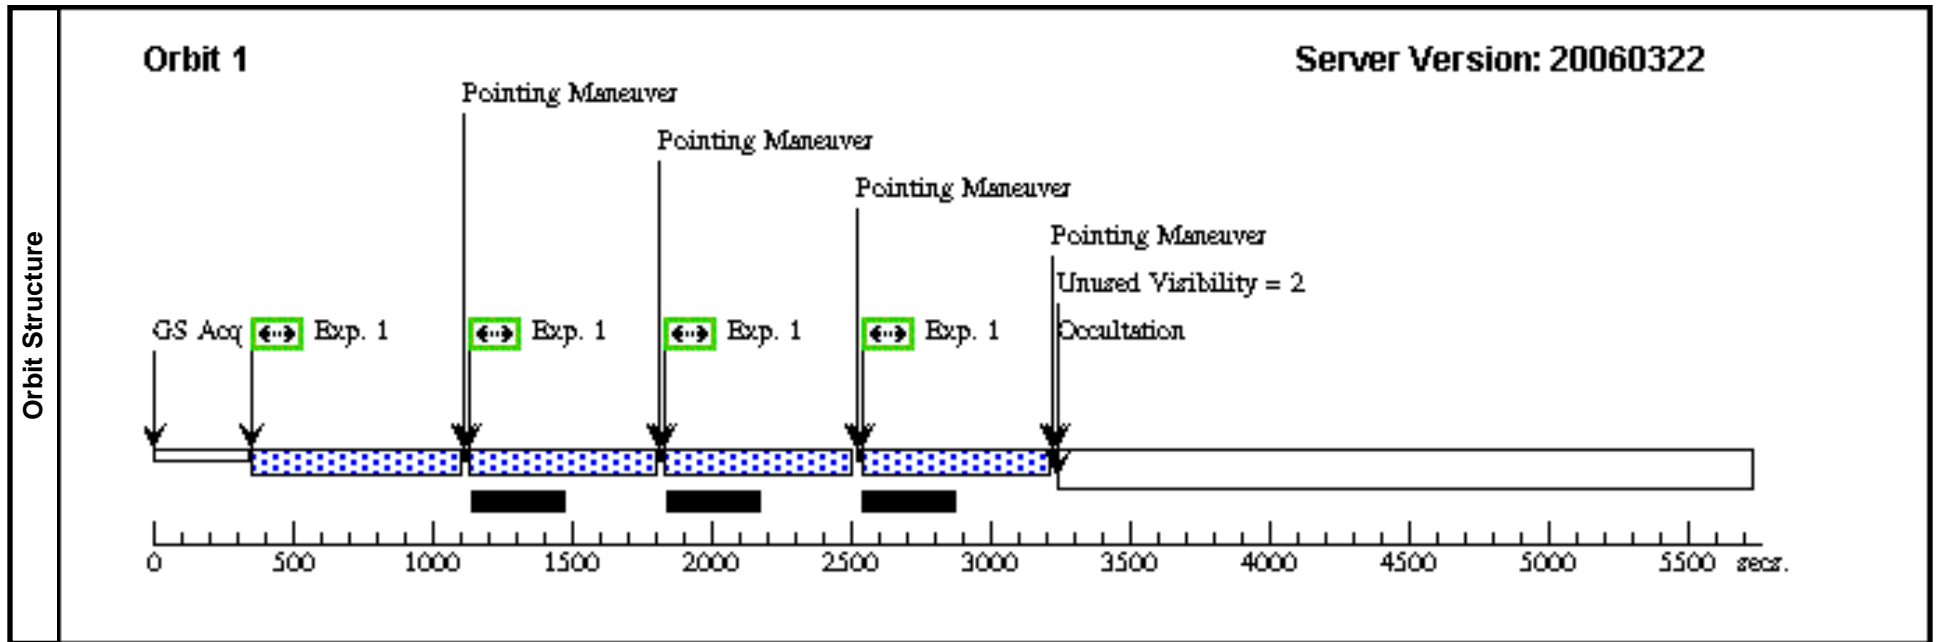 Orbit Structure
Orbit 1
Server Version: 20060322
Pointing Maneuver
Pointing Maneuver
Pointing Maneuver
Pointing Maneuver
Unused Visibility = 2
GS Acq Exp. 1 Exp. 1 Exp. 1 Exp. 1 Occultation
0 500 1000 1500 2000 2500 3000 3500 4000 4500 5000 5500 secs.